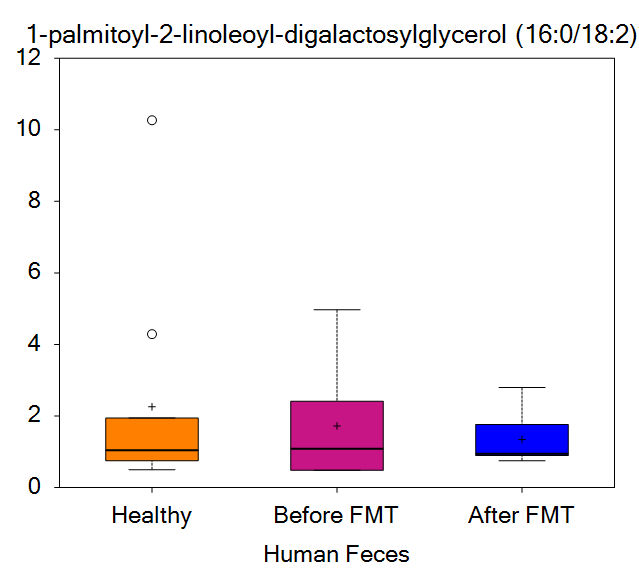 1-palmitoyl-2-linoleoyl-digalactosylglycerol (16:0/18:2)
12
10
8
6
4
2
0
Healthy Before FMT After FMT
Human Feces